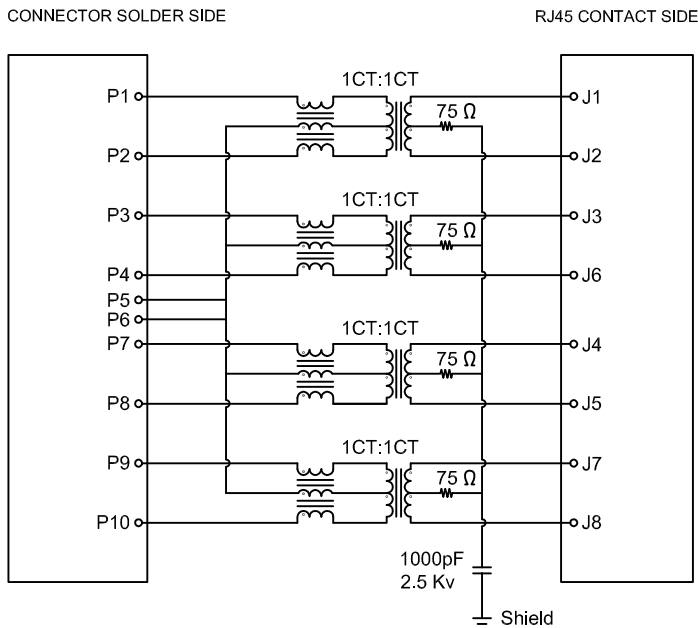 CONNECTOR SOLDER SIDE
RJ45 CONTACT SIDE
1CT:1CT
P1
75 Ω
J1
P2
J2
1CT:1CT
P3
75 Ω
J3
P4
J6
P5
P6
1CT:1CT
P7
75 Ω
J4
P8
J5
1CT:1CT
P9
75 Ω
J7
P10
J8
1000pF
2.5 Kv
Shield